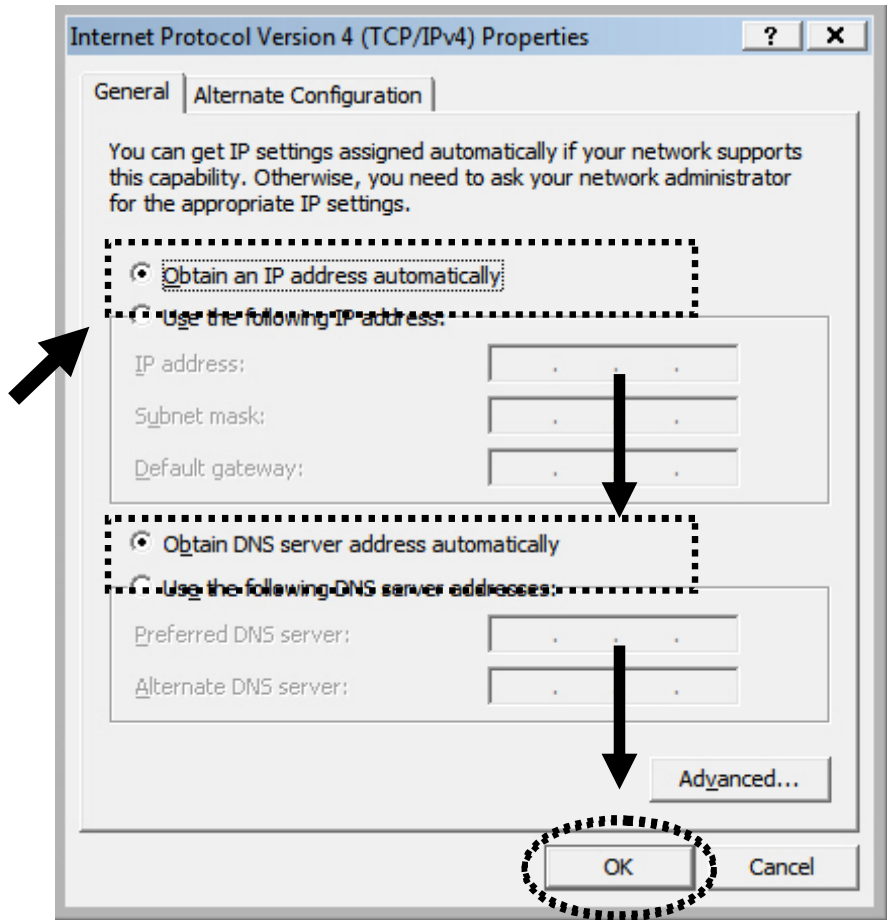 Internet Protocol Version 4 (TCP/IPv4) Properties
General
Alternate Configuration
You can get IP settings assigned automatically if your network supports
this capability. Otherwise, you need to ask your network administrator
for the appropriate IP settings.
Obtain an IP address automatically
Use the following IP address:
IP address:
Subnet mask:
Default gateway:
Obtain DNS server address automatically
Use the following DNS server addresses:
Preferred DNS server:
Alternate DNS server:
Advanced...
OK
Cancel